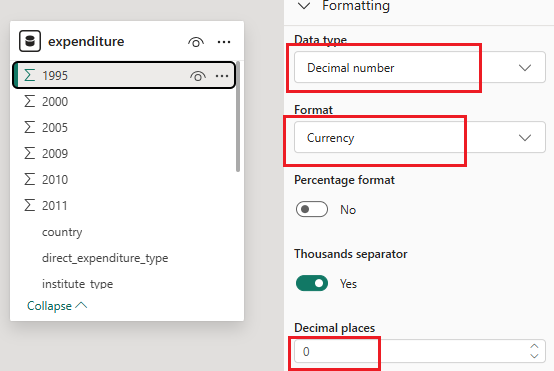 expenditure
1995
2000
2005
2009
2010
2011
country
direct_expenditure_type
institute_type
Collapse
Formatting
Data type
Decimal number
Format
Currency
Percentage format
No
Thousands separator
Yes
Decimal places
0